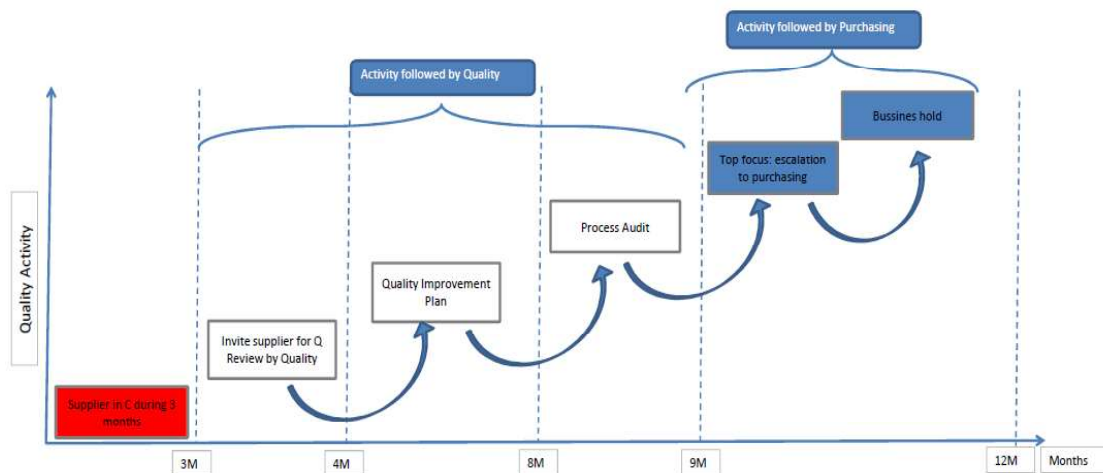 Activity followed by Purchasing
Activity followed by Quality
Bussines hold
Top focus: escalation
to purchasing
Process Audit
Quality Improvement
Plan
Invite supplier for Q
Review by Quality
Supplier in C during 3
months
Quality Activity
3M
4M
8M
9M
12M
Months